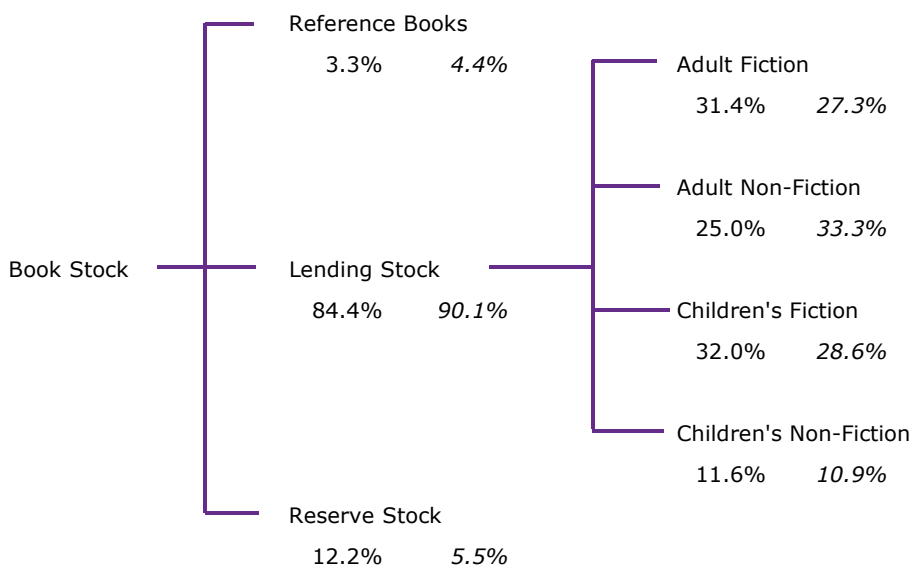 Reference Books
3.3% 4.4%
Adult Fiction
31.4% 27.3%
Adult Non-Fiction
25.0% 33.3%
Book Stock
Lending Stock
84.4% 90.1%
Children's Fiction
32.0% 28.6%
Children's Non-Fiction
11.6% 10.9%
Reserve Stock
12.2% 5.5%